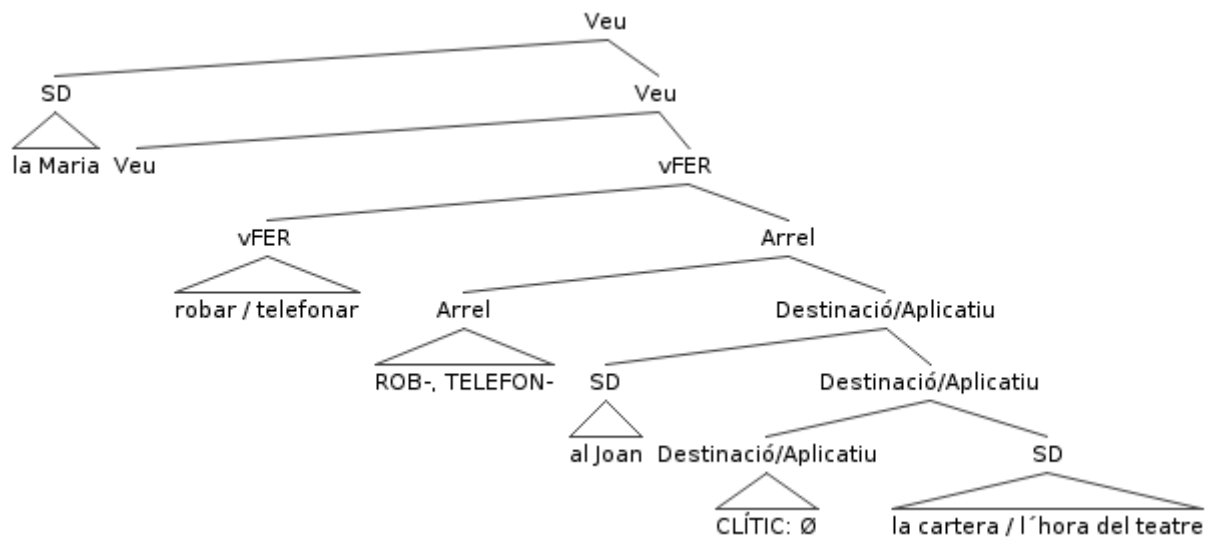 Veu
SD Veu
la Maria Veu vFER
vFER Arrel
robar / telefonar Arrel Destinació/Aplicatiu
ROB-, TELEFON- SD Destinació/Aplicatiu
al Joan Destinació/Aplicatiu SD
CLÍTIC: Ø la cartera / l´hora del teatre